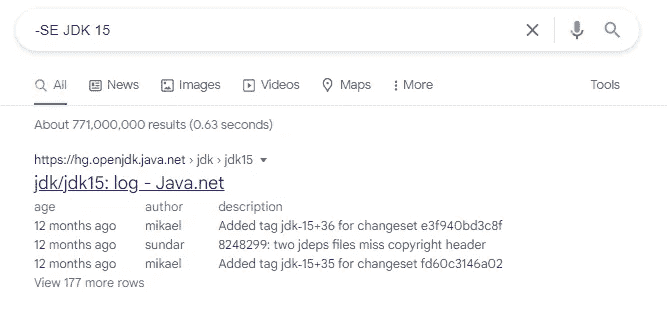 -SE JDK 15
All News Images Videos Maps More Tools
About 771,000,000 results (0.63 seconds)
https://hg.openjdk.java.net › jdk › jdk15
jdk/jdk15: log - Java.net
age author description
12 months ago mikael Added tag jdk-15+36 for changeset e3f940bd3c8f
12 months ago sundar 8248299: two jdeps files miss copyright header
12 months ago mikael Added tag jdk-15+35 for changeset fd60c3146a02
View 177 more rows